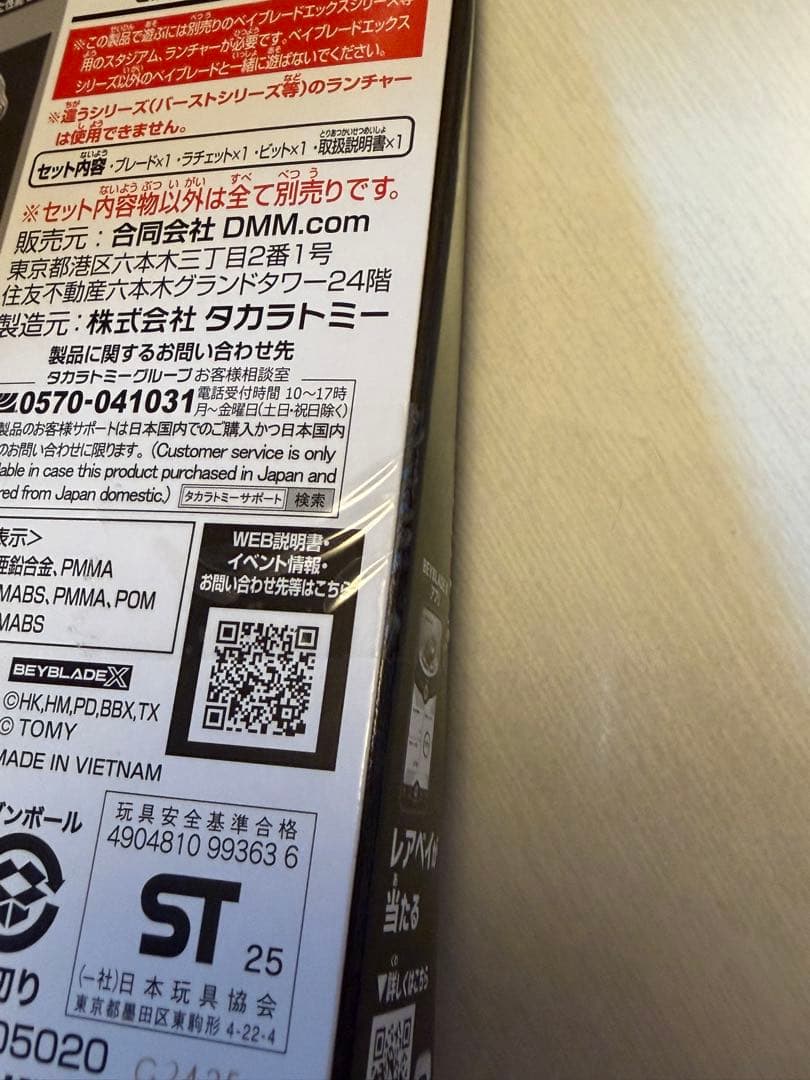 ※この製品で遊ぶには別売りのベイブレードエックスシリーズ
用のスタジアム、ランチャーが必要です。ベイブレードエックス
シリーズ以外のベイブレードと一緒に遊ばないでください。
※違うシリーズ(バーストシリーズ等)のランチャー
は使用できません。
セット内容・ブレード×1・ラチェット×1・ビット×1・取扱説明書×1
※セット内容物以外は全て別売りです。
販売元：合同会社 DMM.com
東京都港区六本木三丁目2番1号
住友不動産六本木グランドタワー24階
製造元：株式会社 タカラトミー
製品に関するお問い合わせ先
タカラトミーグループ お客様相談室
0570-041031 電話受付時間 10〜17時
月〜金曜日(土日・祝日除く)
製品のお客様サポートは日本国内でのご購入かつ日本国内
のお問い合わせに限ります。(Customer service is only
able in case this product purchased in Japan and
red from Japan domestic.) タカラトミーサポート 検索
表示>
亜鉛合金、PMMA
MABS、PMMA、POM
MABS
WEB説明書・
イベント情報・
お問い合わせ先等はこちら
BEYBLADE X
©HK,HM,PD,BBX,TX
© TOMY
MADE IN VIETNAM
玩具安全基準合格
4904810 99363 6
ST
25
(一社)日本玩具協会
東京都墨田区東駒形 4-22-4
ンボール
切り
05020
BEYBLADE X
アプリ
レアベイが
当たる
▼詳しくはこちら